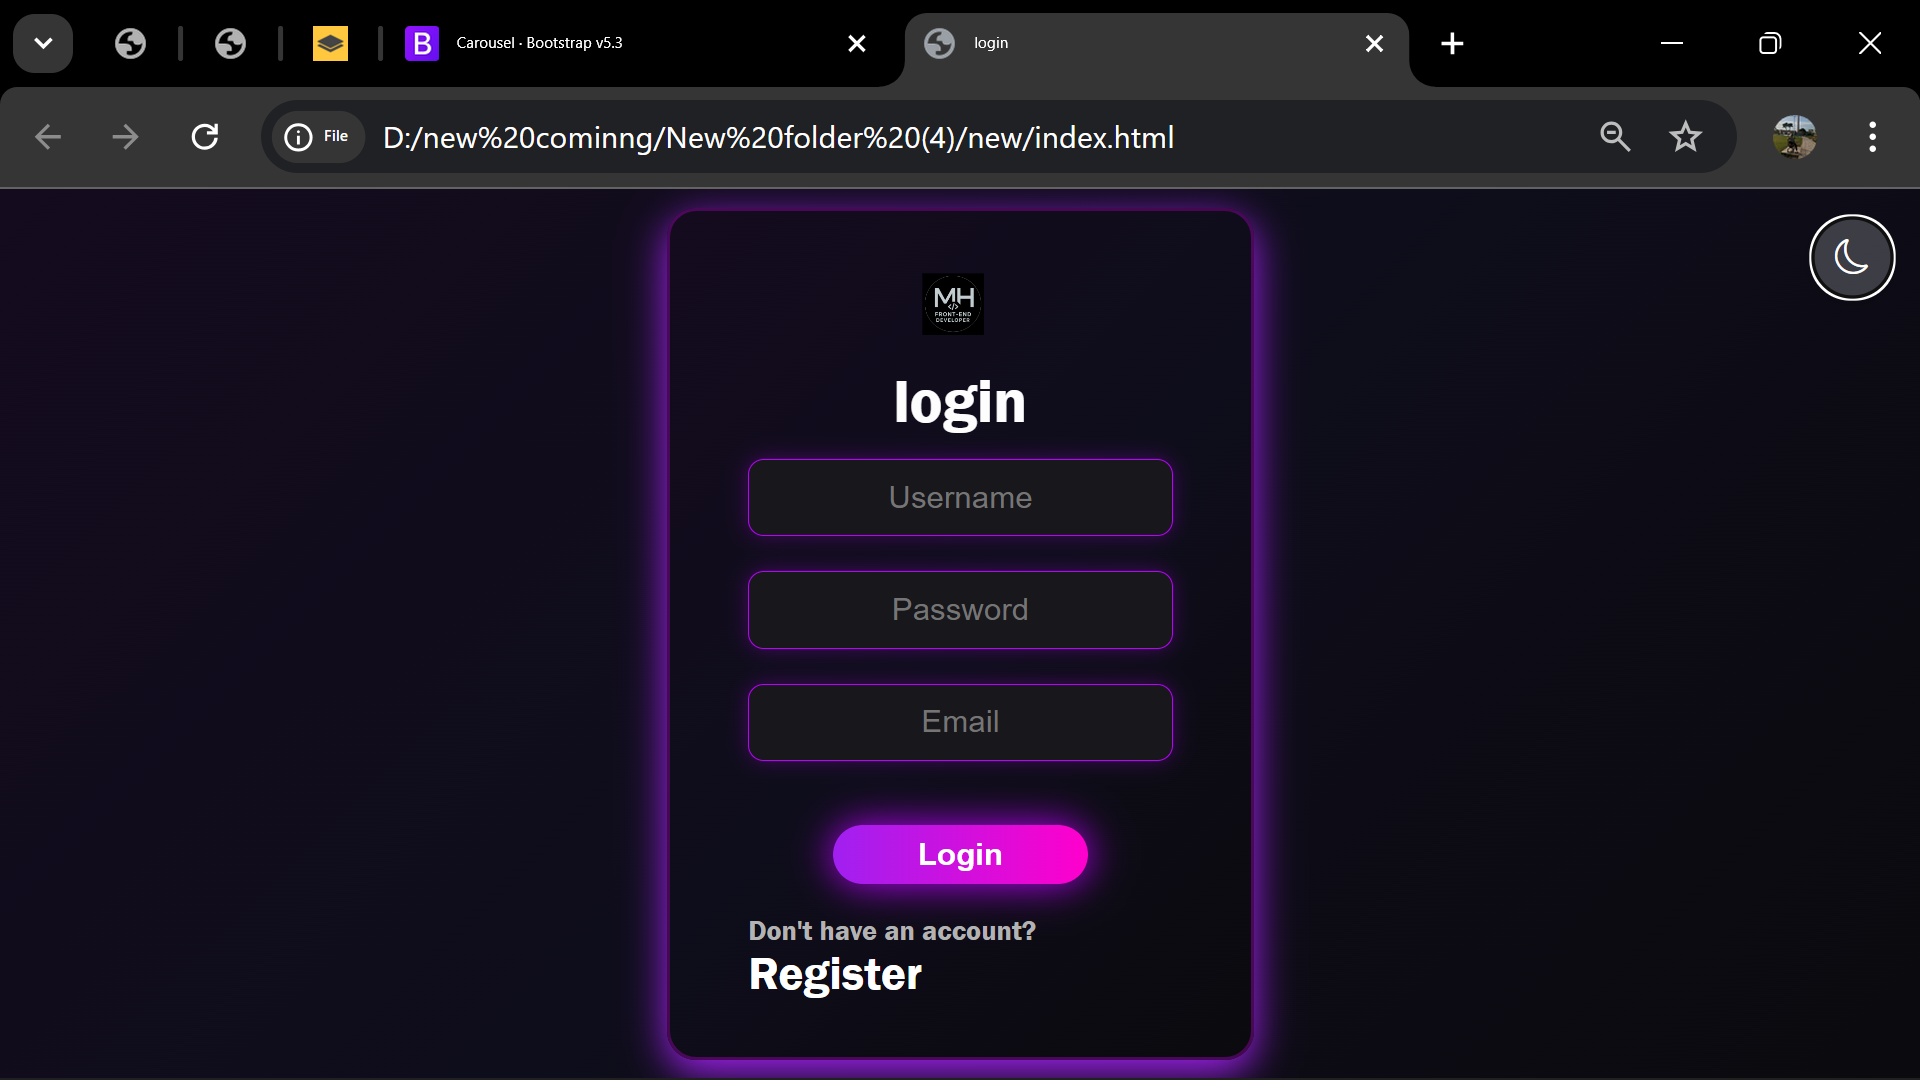 B Carousel · Bootstrap v5.3
login
File D:/new%20cominng/New%20folder%20(4)/new/index.html
MH
</>
FRONT-END
DEVELOPER
login
Username
Password
Email
Login
Don't have an account?
Register